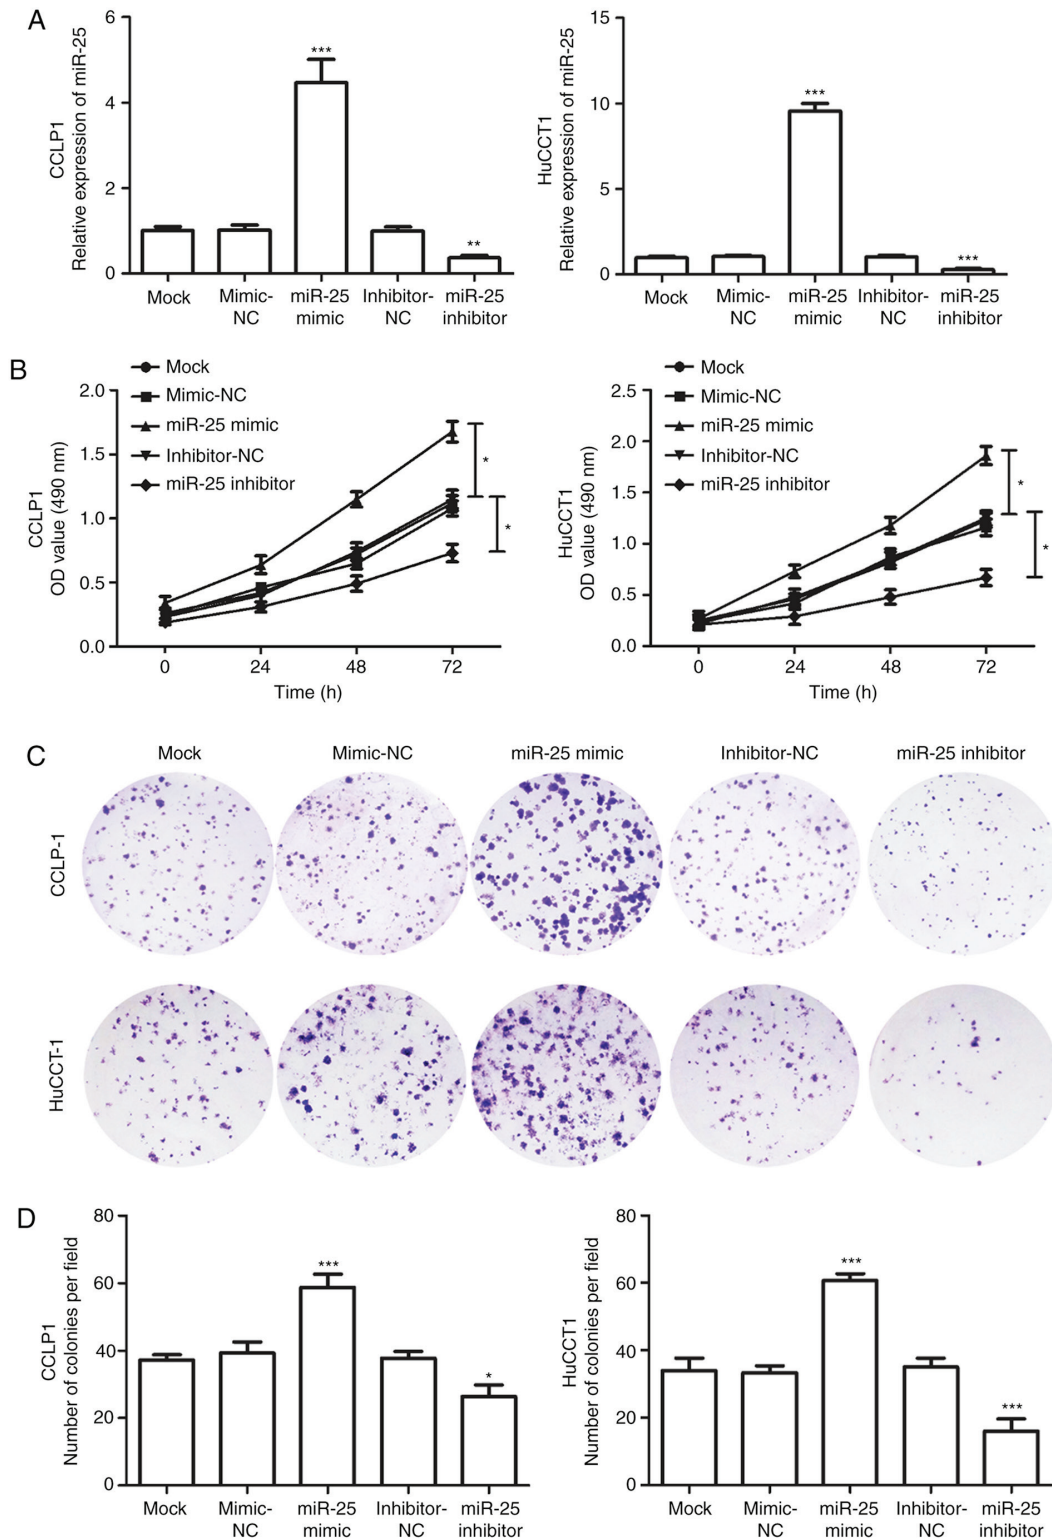 A
CCLP1
Relative expression of miR-25
6
4
2
0
***
**
Mock
Mimic-
NC
miR-25
mimic
Inhibitor-
NC
miR-25
inhibitor
HuCCT1
Relative expression of miR-25
15
10
5
0
***
***
Mock
Mimic-
NC
miR-25
mimic
Inhibitor-
NC
miR-25
inhibitor
B
Mock
Mimic-NC
miR-25 mimic
Inhibitor-NC
miR-25 inhibitor
CCLP1
OD value (490 nm)
2.0
1.5
1.0
0.5
0.0
*
*
0 24 48 72
Time (h)
Mock
Mimic-NC
miR-25 mimic
Inhibitor-NC
miR-25 inhibitor
HuCCT1
OD value (490 nm)
2.5
2.0
1.5
1.0
0.5
0.0
*
*
0 24 48 72
Time (h)
C
Mock Mimic-NC miR-25 mimic Inhibitor-NC miR-25 inhibitor
CCLP-1
HuCCT-1
D
CCLP1
Number of colonies per field
80
60
40
20
0
***
*
Mock
Mimic-
NC
miR-25
mimic
Inhibitor-
NC
miR-25
inhibitor
HuCCT1
Number of colonies per field
80
60
40
20
0
***
***
Mock
Mimic-
NC
miR-25
mimic
Inhibitor-
NC
miR-25
inhibitor